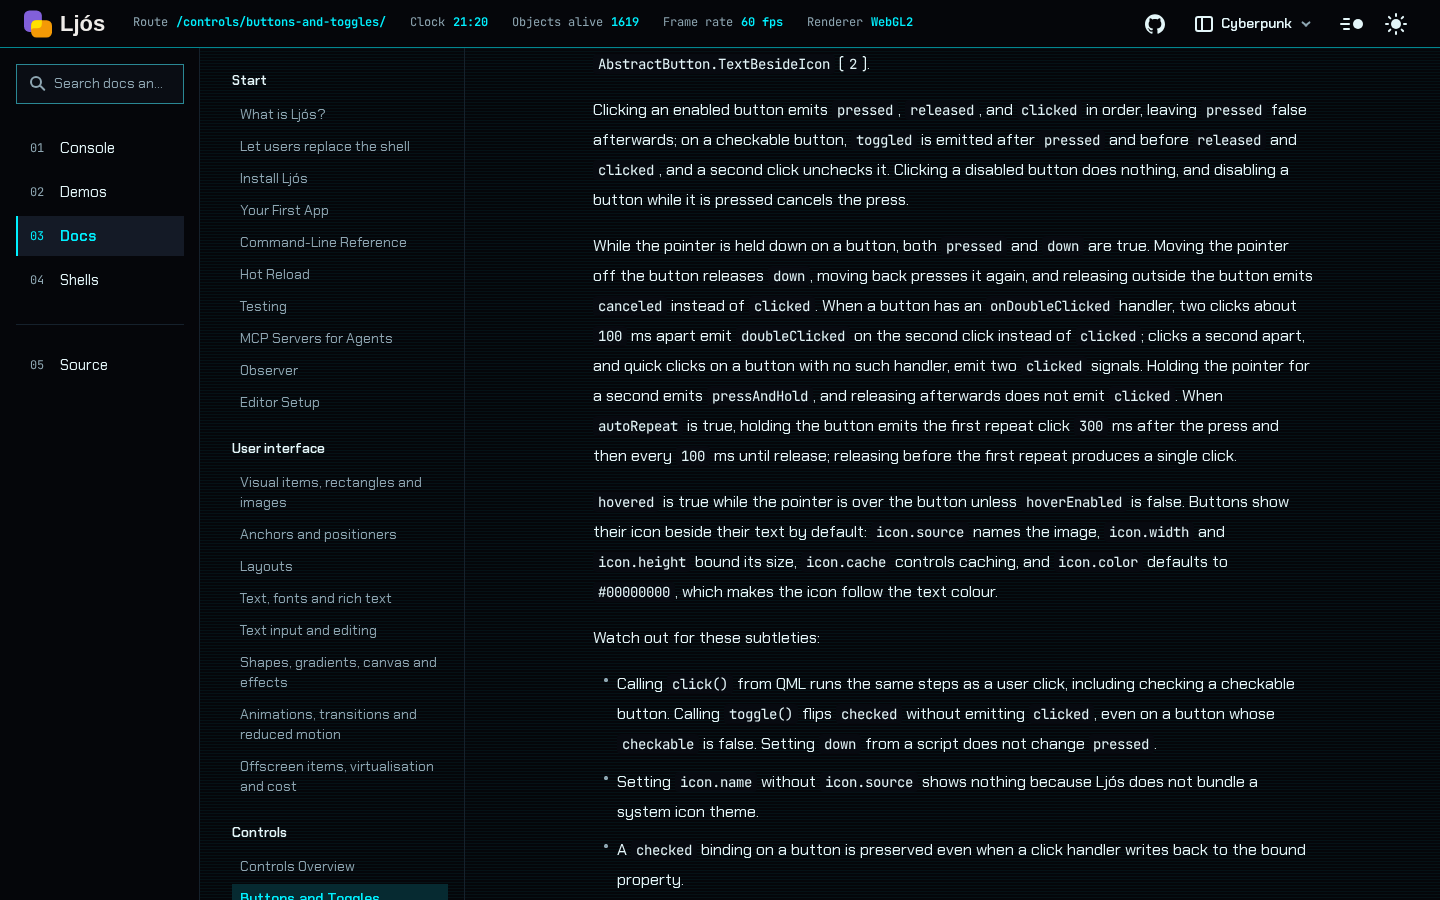 Ljós
Route /controls/buttons-and-toggles/ Clock 21:20 Objects alive 1619 Frame rate 60 fps Renderer WebGL2
Cyberpunk
Search docs an...
01 Console
02 Demos
03 Docs
04 Shells
05 Source
Start
What is Ljós?
Let users replace the shell
Install Ljós
Your First App
Command-Line Reference
Hot Reload
Testing
MCP Servers for Agents
Observer
Editor Setup
User interface
Visual items, rectangles and
images
Anchors and positioners
Layouts
Text, fonts and rich text
Text input and editing
Shapes, gradients, canvas and
effects
Animations, transitions and
reduced motion
Offscreen items, virtualisation
and cost
Controls
Controls Overview
Buttons and Toggles
AbstractButton.TextBesideIcon ( 2 ).
Clicking an enabled button emits pressed , released , and clicked in order, leaving pressed false
afterwards; on a checkable button, toggled is emitted after pressed and before released and
clicked , and a second click unchecks it. Clicking a disabled button does nothing, and disabling a
button while it is pressed cancels the press.
While the pointer is held down on a button, both pressed and down are true. Moving the pointer
off the button releases down , moving back presses it again, and releasing outside the button emits
canceled instead of clicked . When a button has an onDoubleClicked handler, two clicks about
100 ms apart emit doubleClicked on the second click instead of clicked ; clicks a second apart,
and quick clicks on a button with no such handler, emit two clicked signals. Holding the pointer for
a second emits pressAndHold , and releasing afterwards does not emit clicked . When
autoRepeat is true, holding the button emits the first repeat click 300 ms after the press and
then every 100 ms until release; releasing before the first repeat produces a single click.
hovered is true while the pointer is over the button unless hoverEnabled is false. Buttons show
their icon beside their text by default: icon.source names the image, icon.width and
icon.height bound its size, icon.cache controls caching, and icon.color defaults to
#00000000 , which makes the icon follow the text colour.
Watch out for these subtleties:
• Calling click() from QML runs the same steps as a user click, including checking a checkable
button. Calling toggle() flips checked without emitting clicked , even on a button whose
checkable is false. Setting down from a script does not change pressed .
• Setting icon.name without icon.source shows nothing because Ljós does not bundle a
system icon theme.
• A checked binding on a button is preserved even when a click handler writes back to the bound
property.